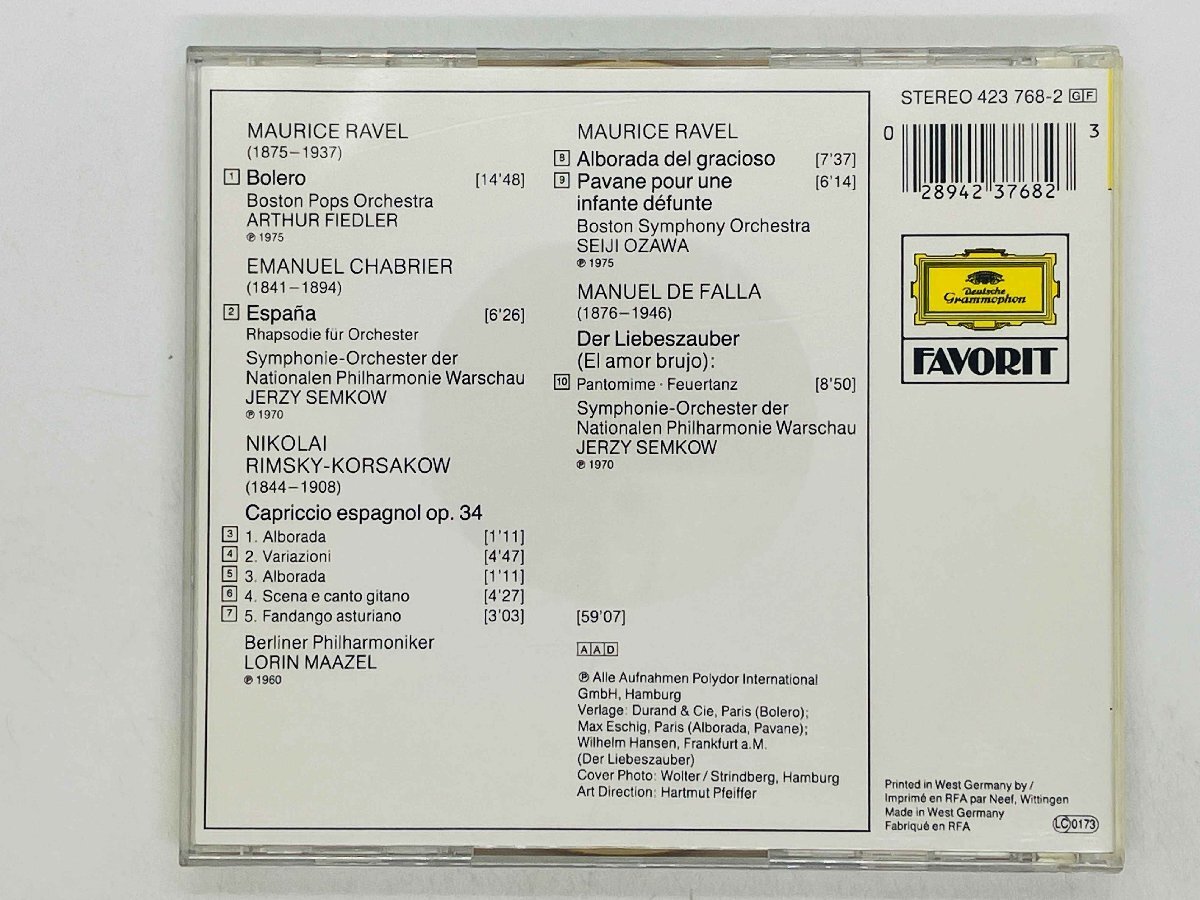 MAURICE RAVEL
(1875–1937)
1 Bolero [14'48]
Boston Pops Orchestra
ARTHUR FIEDLER
℗ 1975
EMANUEL CHABRIER
(1841–1894)
2 España [6'26]
Rhapsodie für Orchester
Symphonie-Orchester der
Nationalen Philharmonie Warschau
JERZY SEMKOW
℗ 1970
NIKOLAI
RIMSKY-KORSAKOW
(1844–1908)
Capriccio espagnol op. 34
3 1. Alborada [1'11]
4 2. Variazioni [4'47]
5 3. Alborada [1'11]
6 4. Scena e canto gitano [4'27]
7 5. Fandango asturiano [3'03]
Berliner Philharmoniker
LORIN MAAZEL
℗ 1960
MAURICE RAVEL
8 Alborada del gracioso [7'37]
9 Pavane pour une [6'14]
infante défunte
Boston Symphony Orchestra
SEIJI OZAWA
℗ 1975
MANUEL DE FALLA
(1876–1946)
Der Liebeszauber
(El amor brujo):
10 Pantomime · Feuertanz [8'50]
Symphonie-Orchester der
Nationalen Philharmonie Warschau
JERZY SEMKOW
℗ 1970
[59'07]
AAD
℗ Alle Aufnahmen Polydor International
GmbH, Hamburg
Verlage: Durand & Cie, Paris (Bolero);
Max Eschig, Paris (Alborada, Pavane);
Wilhelm Hansen, Frankfurt a.M.
(Der Liebeszauber)
Cover Photo: Wolter / Strindberg, Hamburg
Art Direction: Hartmut Pfeiffer
STEREO 423 768-2 GF
0 28942 37682 3
Deutsche
Grammophon
FAVORIT
Printed in West Germany by /
Imprimé en RFA par Neef, Wittingen
Made in West Germany
Fabriqué en RFA
LC 0173